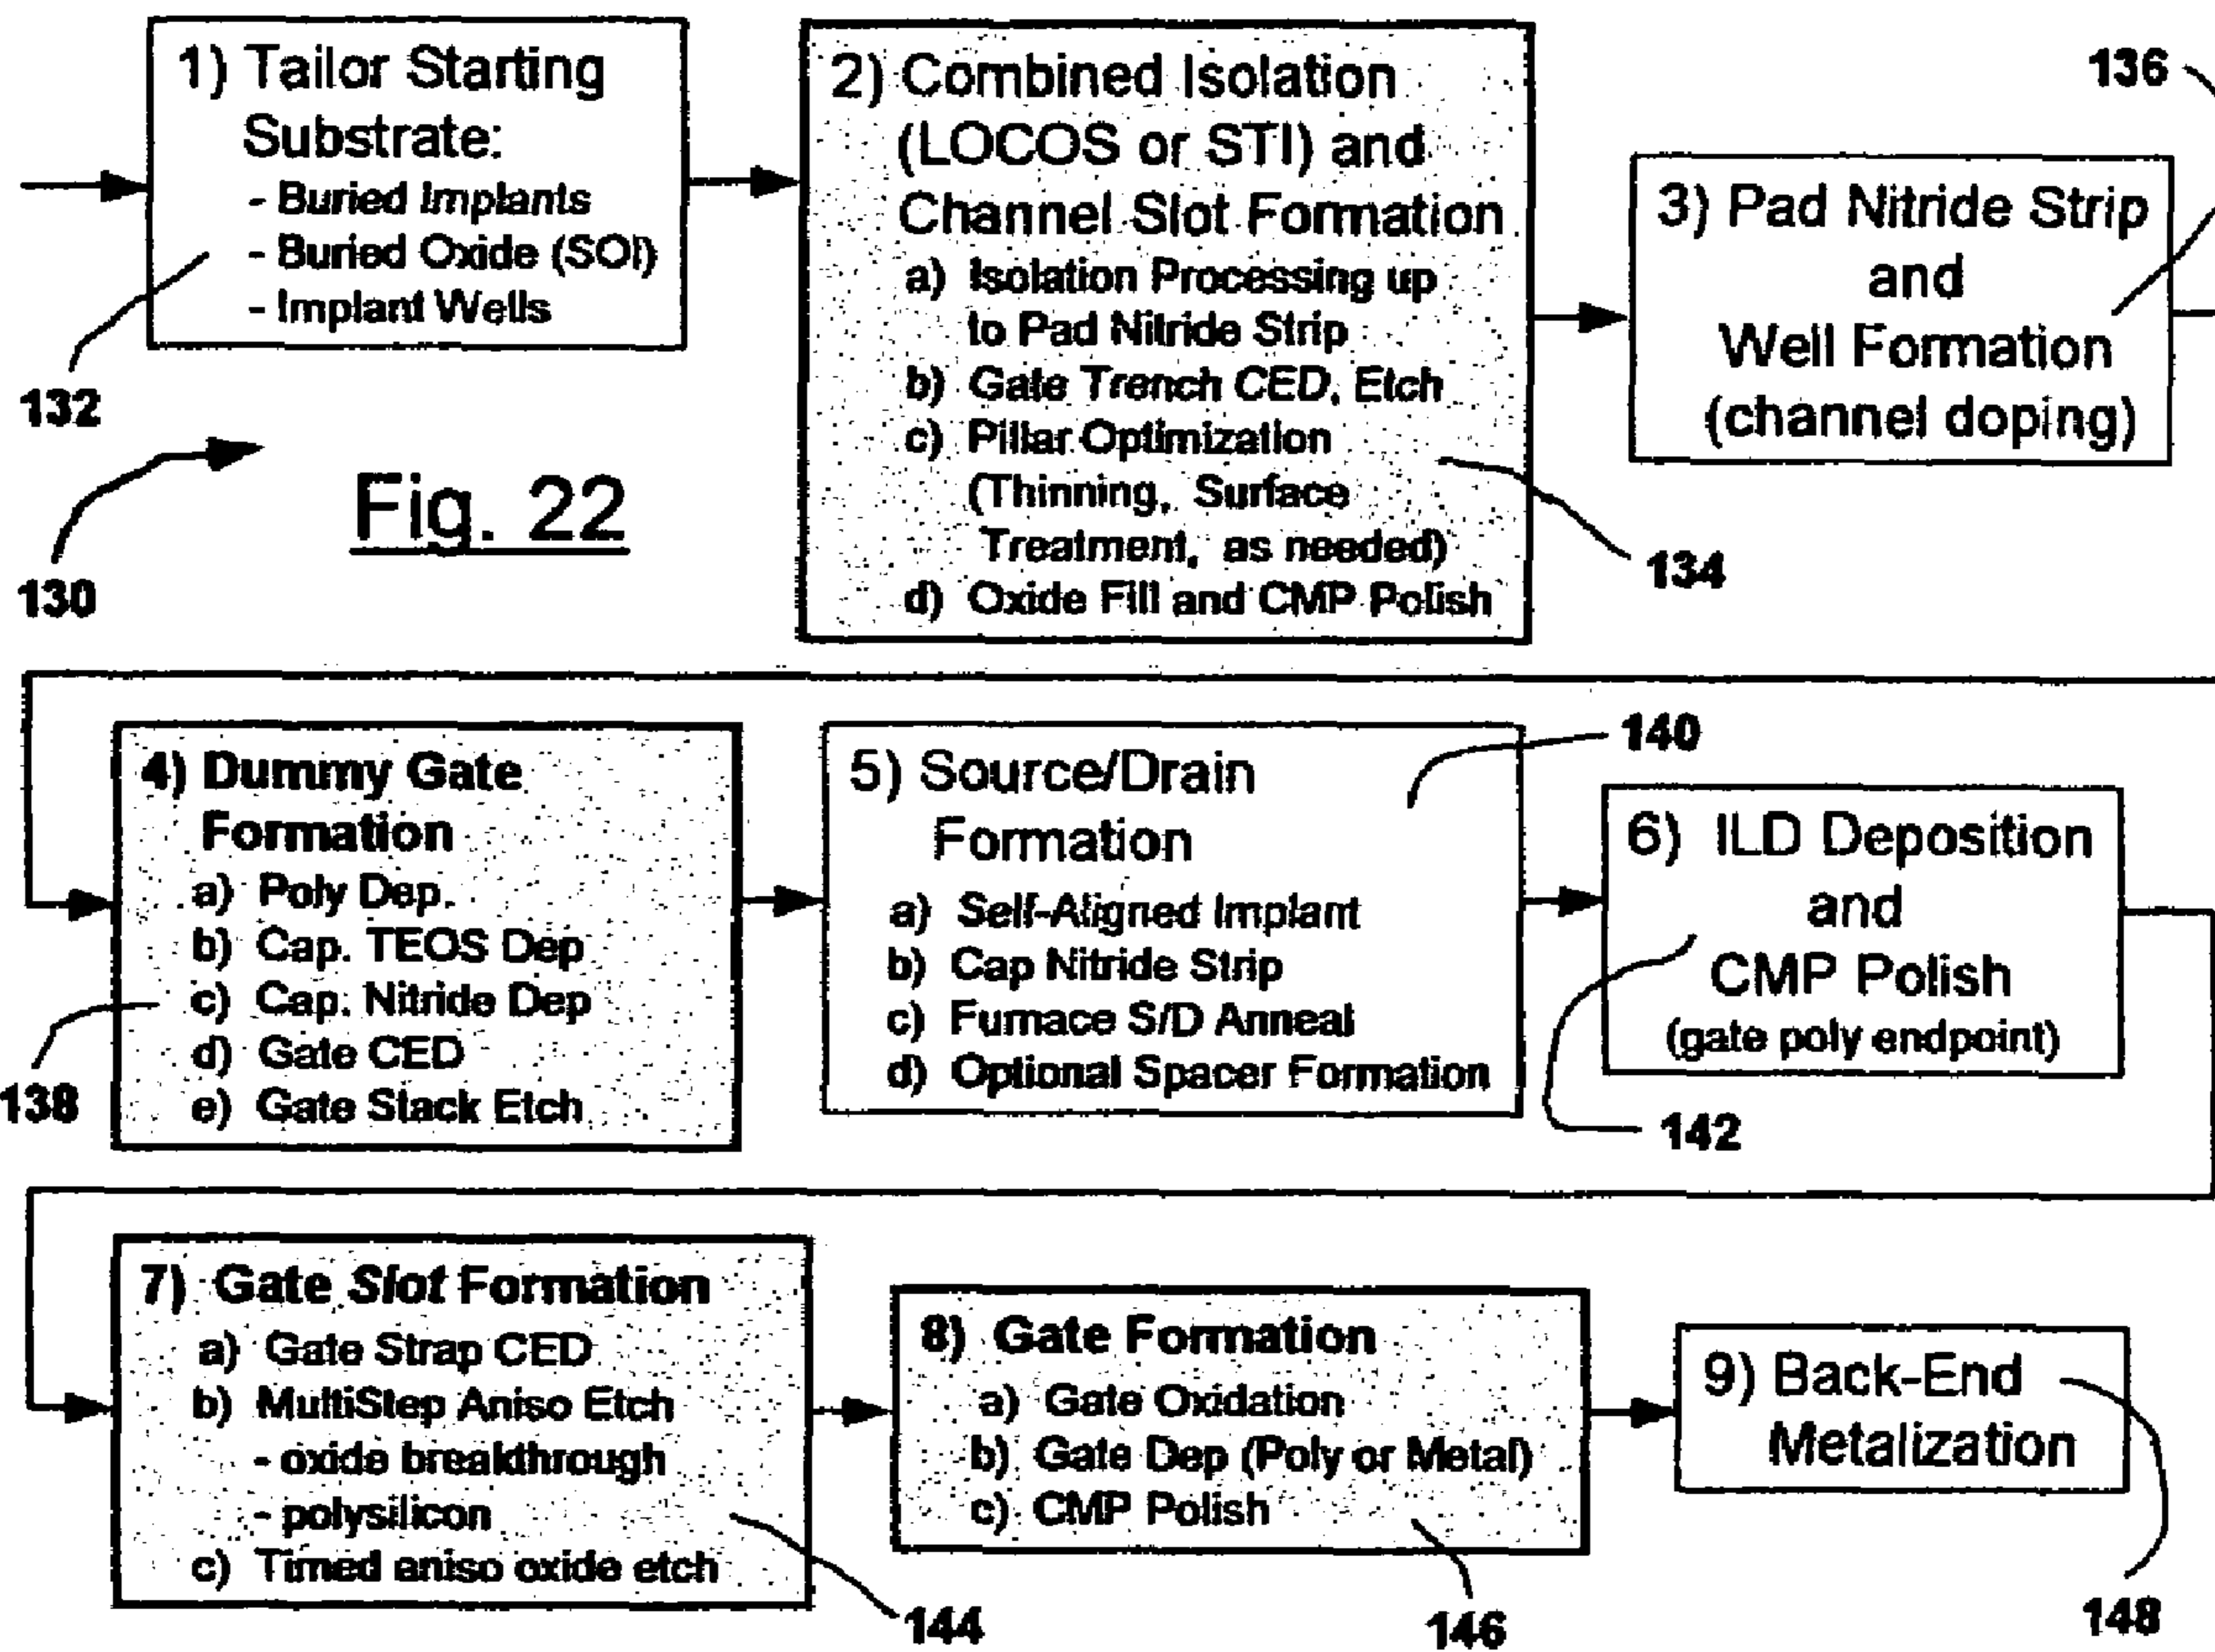 1) Tailor Starting
Substrate:
- Buried Implants
- Buried Oxide (SOI)
- Implant Wells
132
130
Fig. 22
2) Combined Isolation
(LOCOS or STI) and
Channel Slot Formation
a) Isolation Processing up
to Pad Nitride Strip
b) Gate Trench CED, Etch
c) Pillar Optimization
(Thinning, Surface
Treatment, as needed)
d) Oxide Fill and CMP Polish
134
136
3) Pad Nitride Strip
and
Well Formation
(channel doping)
4) Dummy Gate
Formation
a) Poly Dep.
b) Cap. TEOS Dep
c) Cap. Nitride Dep
d) Gate CED
e) Gate Stack Etch
138
5) Source/Drain
Formation
a) Self-Aligned Implant
b) Cap Nitride Strip
c) Furnace S/D Anneal
d) Optional Spacer Formation
140
6) ILD Deposition
and
CMP Polish
(gate poly endpoint)
142
7) Gate Slot Formation
a) Gate Strap CED
b) MultiStep Aniso Etch
- oxide breakthrough
- polysilicon
c) Timed aniso oxide etch
144
8) Gate Formation
a) Gate Oxidation
b) Gate Dep (Poly or Metal)
c) CMP Polish
146
9) Back-End
Metalization
148